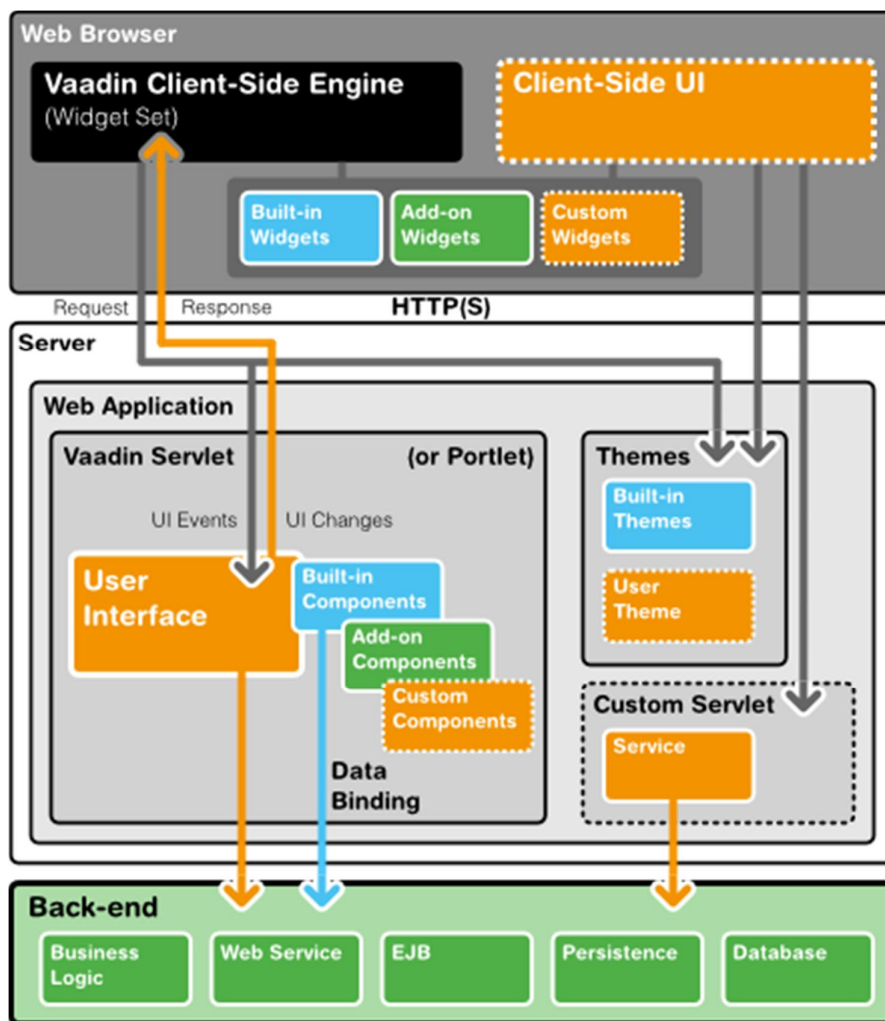 Web Browser
Vaadin Client-Side Engine
(Widget Set)
Client-Side UI
Built-in
Widgets
Add-on
Widgets
Custom
Widgets
Request
Response
HTTP(S)
Server
Web Application
Vaadin Servlet
(or Portlet)
UI Events
UI Changes
User
Interface
Built-in
Components
Add-on
Components
Custom
Components
Data
Binding
Themes
Built-in
Themes
User
Theme
Custom Servlet
Service
Back-end
Business
Logic
Web Service
EJB
Persistence
Database